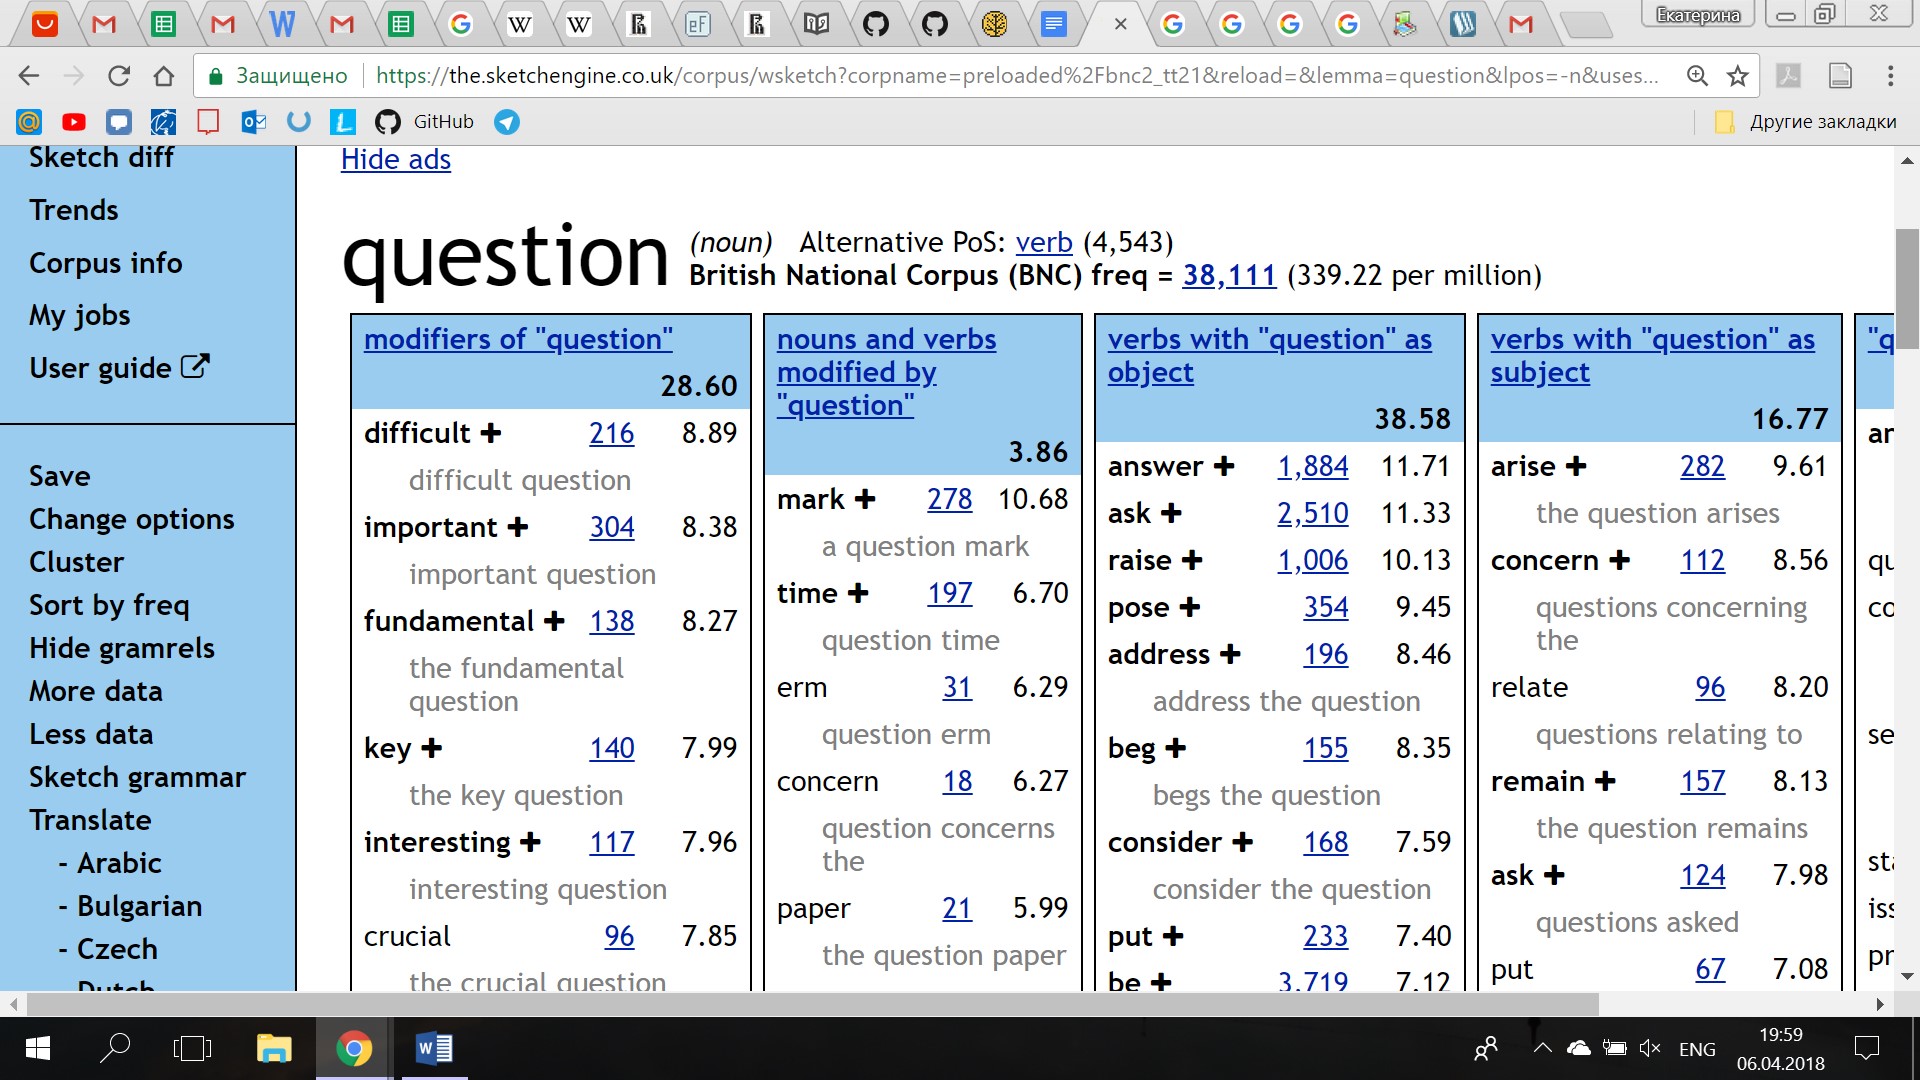 Екатерина
Защищено https://the.sketchengine.co.uk/corpus/wsketch?corpname=preloaded%2Fbnc2_tt21&reload=&lemma=question&lpos=-n&uses...
GitHub
Другие закладки
Sketch diff
Trends
Corpus info
My jobs
User guide
Save
Change options
Cluster
Sort by freq
Hide gramrels
More data
Less data
Sketch grammar
Translate
- Arabic
- Bulgarian
- Czech
- Dutch
Hide ads
question (noun) Alternative PoS: verb (4,543)
British National Corpus (BNC) freq = 38,111 (339.22 per million)
modifiers of "question"
28.60
difficult + 216 8.89
difficult question
important + 304 8.38
important question
fundamental + 138 8.27
the fundamental
question
key + 140 7.99
the key question
interesting + 117 7.96
interesting question
crucial 96 7.85
the crucial question
nouns and verbs
modified by
"question"
3.86
mark + 278 10.68
a question mark
time + 197 6.70
question time
erm 31 6.29
question erm
concern 18 6.27
question concerns
the
paper 21 5.99
the question paper
verbs with "question" as
object
38.58
answer + 1,884 11.71
ask + 2,510 11.33
raise + 1,006 10.13
pose + 354 9.45
address + 196 8.46
address the question
beg + 155 8.35
begs the question
consider + 168 7.59
consider the question
put + 233 7.40
be + 3,719 7.12
verbs with "question" as
subject
16.77
arise + 282 9.61
the question arises
concern + 112 8.56
questions concerning
the
relate 96 8.20
questions relating to
remain + 157 8.13
the question remains
ask + 124 7.98
questions asked
put 67 7.08
"q
ar
qu
co
se
sta
iss
pr
ENG
19:59
06.04.2018